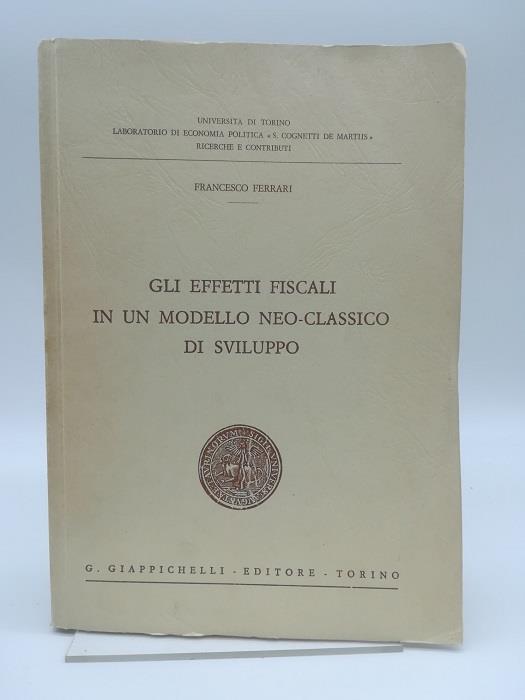 UNIVERSITA DI TORINO
LABORATORIO DI ECONOMIA POLITICA «S. COGNETTI DE MARTIIS»
RICERCHE E CONTRIBUTI
FRANCESCO FERRARI
GLI EFFETTI FISCALI
IN UN MODELLO NEO-CLASSICO
DI SVILUPPO
G. GIAPPICHELLI - EDITORE - TORINO